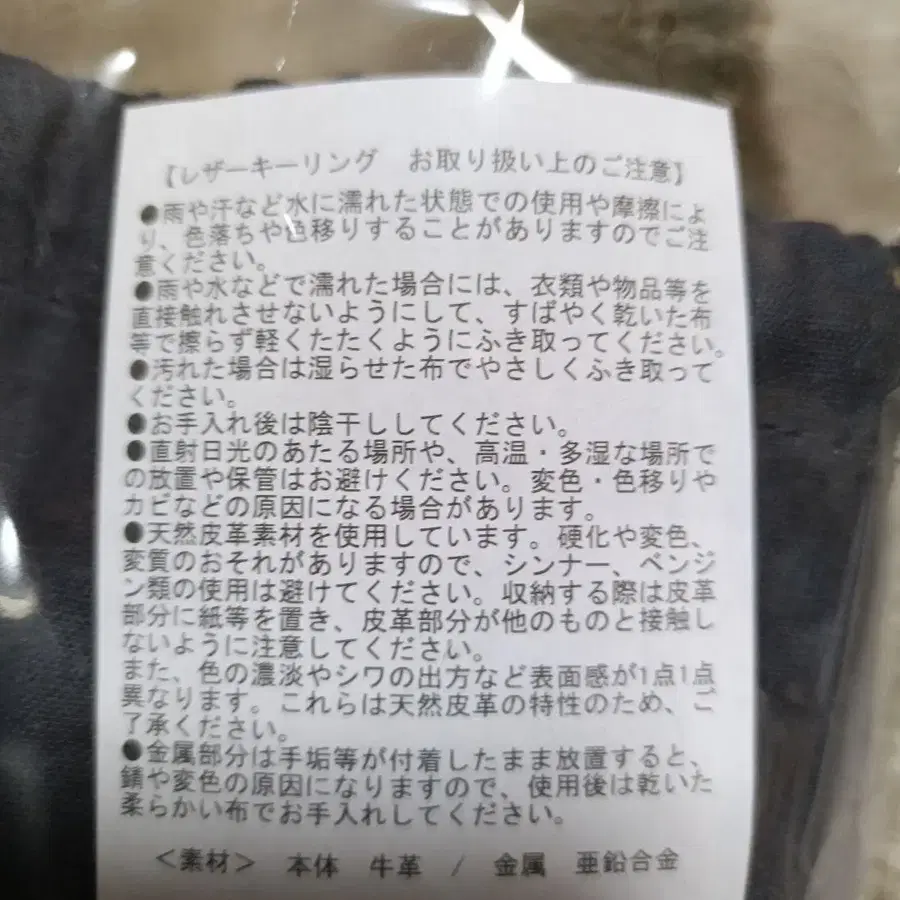 【レザーキーリング　お取り扱い上のご注意】
●雨や汗など水に濡れた状態での使用や摩擦によ
り、色落ちや色移りすることがありますのでご注
意ください。
●雨や水などで濡れた場合には、衣類や物品等を
直接触れさせないようにして、すばやく乾いた布
等で擦らず軽くたたくようにふき取ってください。
●汚れた場合は湿らせた布でやさしくふき取って
ください。
●お手入れ後は陰干ししてください。
●直射日光のあたる場所や、高温・多湿な場所で
の放置や保管はお避けください。変色・色移りや
カビなどの原因になる場合があります。
●天然皮革素材を使用しています。硬化や変色、
変質のおそれがありますので、シンナー、ベンジ
ン類の使用は避けてください。収納する際は皮革
部分に紙等を置き、皮革部分が他のものと接触し
ないように注意してください。
また、色の濃淡やシワの出方など表面感が1点1点
異なります。これらは天然皮革の特性のため、ご
了承ください。
●金属部分は手垢等が付着したまま放置すると、
錆や変色の原因になりますので、使用後は乾いた
柔らかい布でお手入れしてください。
＜素材＞　本体　牛革　/　金属　亜鉛合金